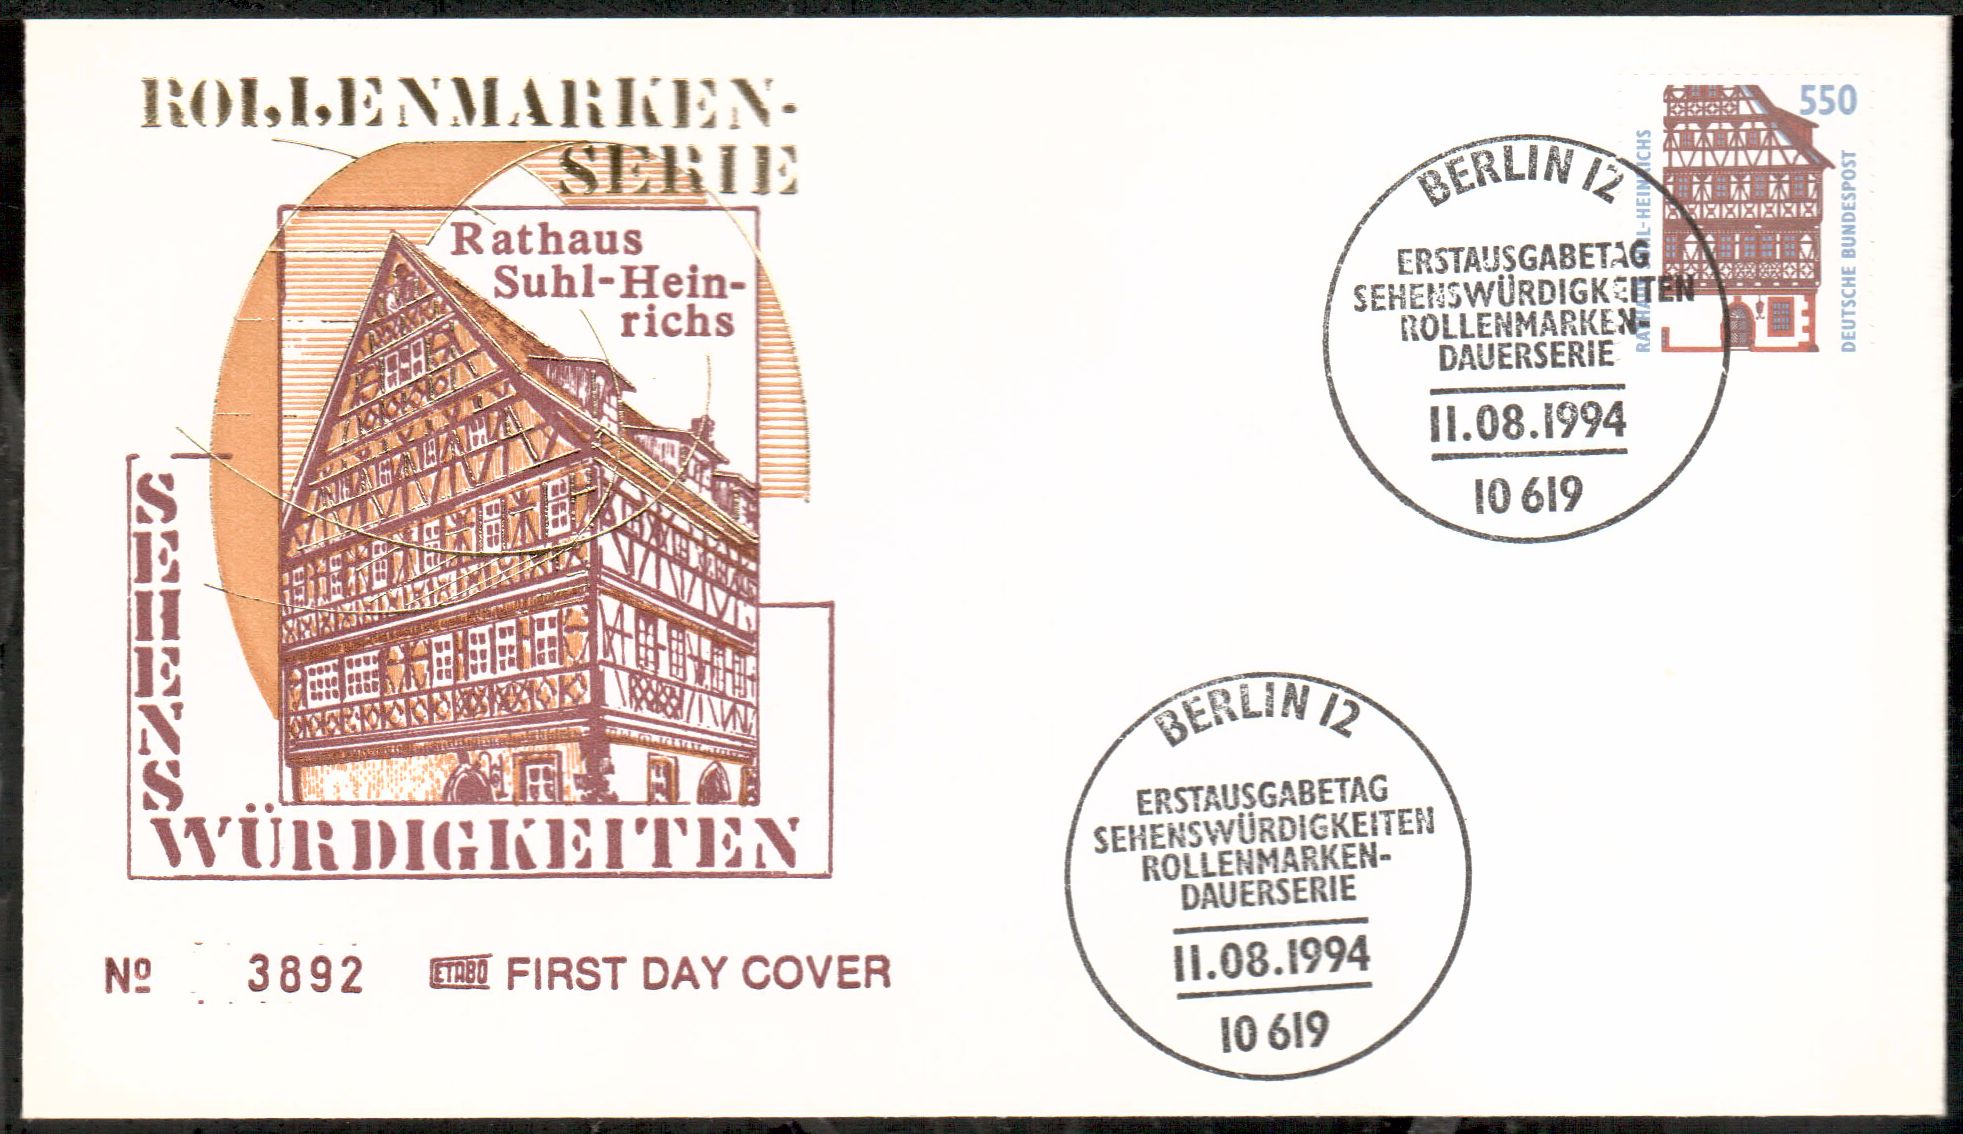 ROLLENMARKEN-
SERIE
Rathaus
Suhl-Hein-
richs
SEHENS
WÜRDIGKEITEN
Nº 3892 ETABO FIRST DAY COVER
550
RATHAUS SUHL-HEINRICHS
DEUTSCHE BUNDESPOST
BERLIN 12
ERSTAUSGABETAG
SEHENSWÜRDIGKEITEN
ROLLENMARKEN-
DAUERSERIE
11.08.1994
10 619
BERLIN 12
ERSTAUSGABETAG
SEHENSWÜRDIGKEITEN
ROLLENMARKEN-
DAUERSERIE
11.08.1994
10 619